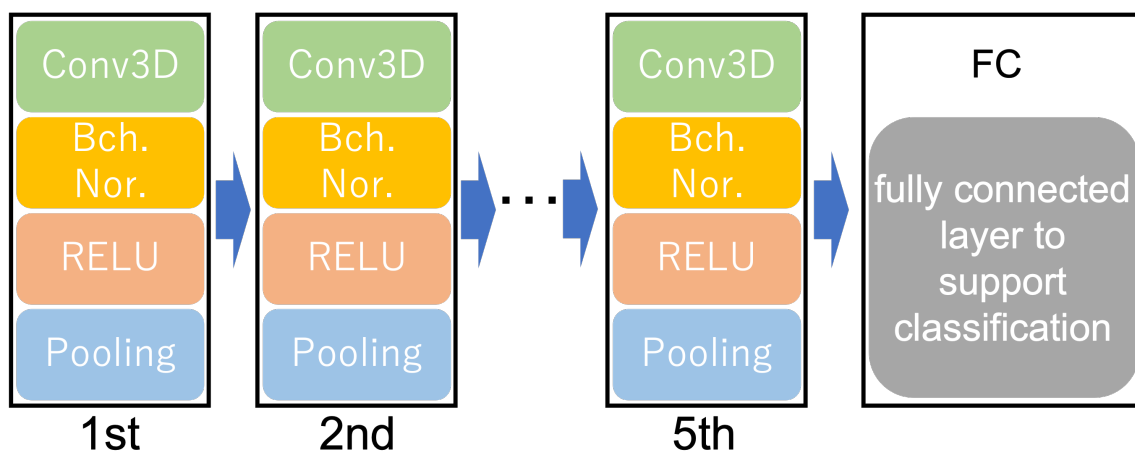 Conv3D
Bch.
Nor.
RELU
Pooling
1st
Conv3D
Bch.
Nor.
RELU
Pooling
2nd
...
Conv3D
Bch.
Nor.
RELU
Pooling
5th
FC
fully connected
layer to
support
classification